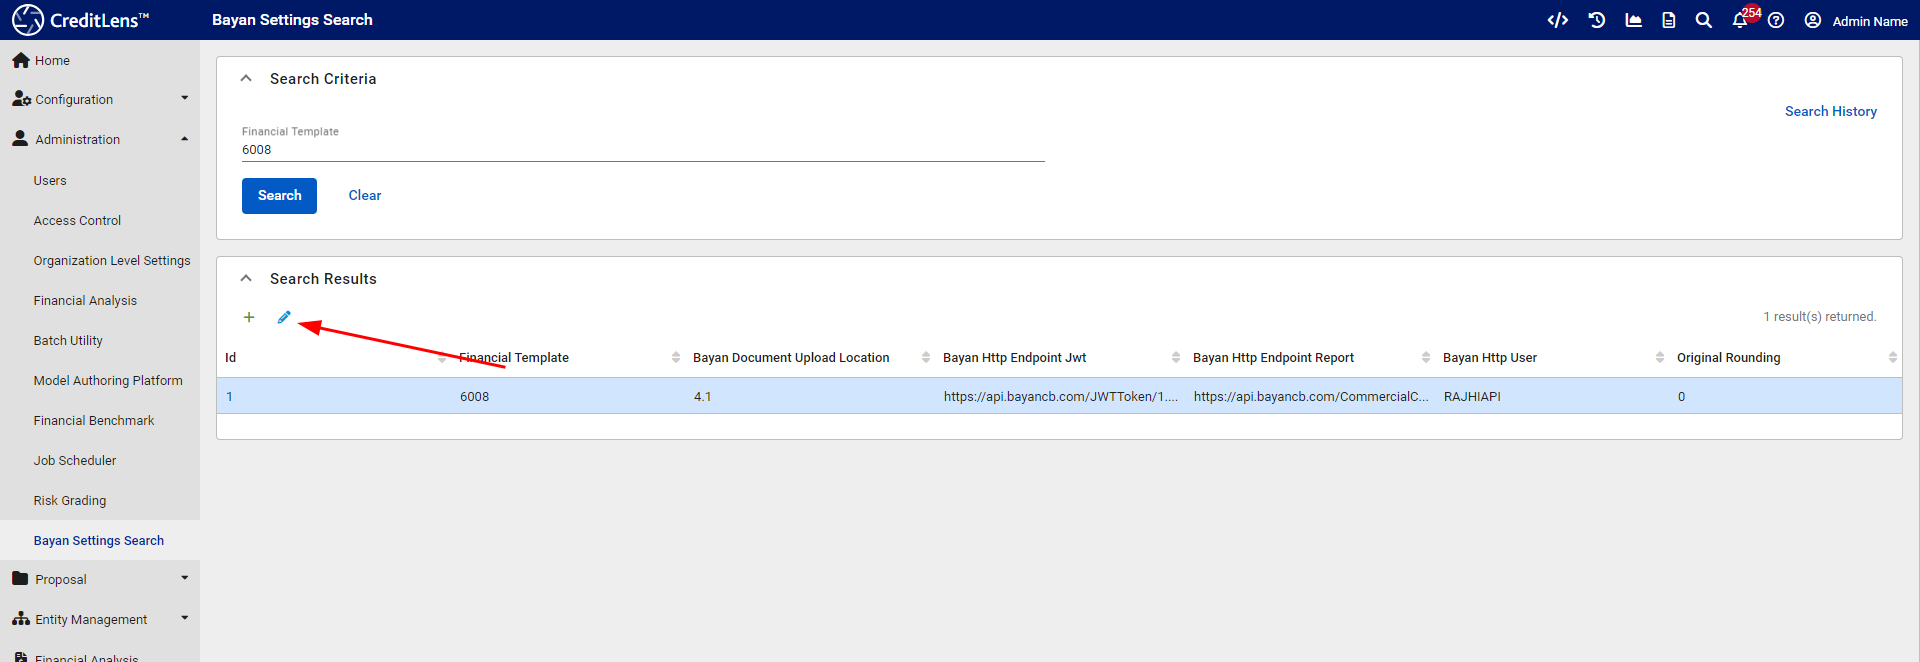 CreditLens™
Bayan Settings Search
254
Admin Name
Home
Configuration
Administration
Users
Access Control
Organization Level Settings
Financial Analysis
Batch Utility
Model Authoring Platform
Financial Benchmark
Job Scheduler
Risk Grading
Bayan Settings Search
Proposal
Entity Management
Financial Analysis
Search Criteria
Search History
Financial Template
6008
Search Clear
Search Results
1 result(s) returned.
Id Financial Template Bayan Document Upload Location Bayan Http Endpoint Jwt Bayan Http Endpoint Report Bayan Http User Original Rounding
1 6008 4.1 https://api.bayancb.com/JWTToken/1.... https://api.bayancb.com/CommercialC... RAJHIAPI 0